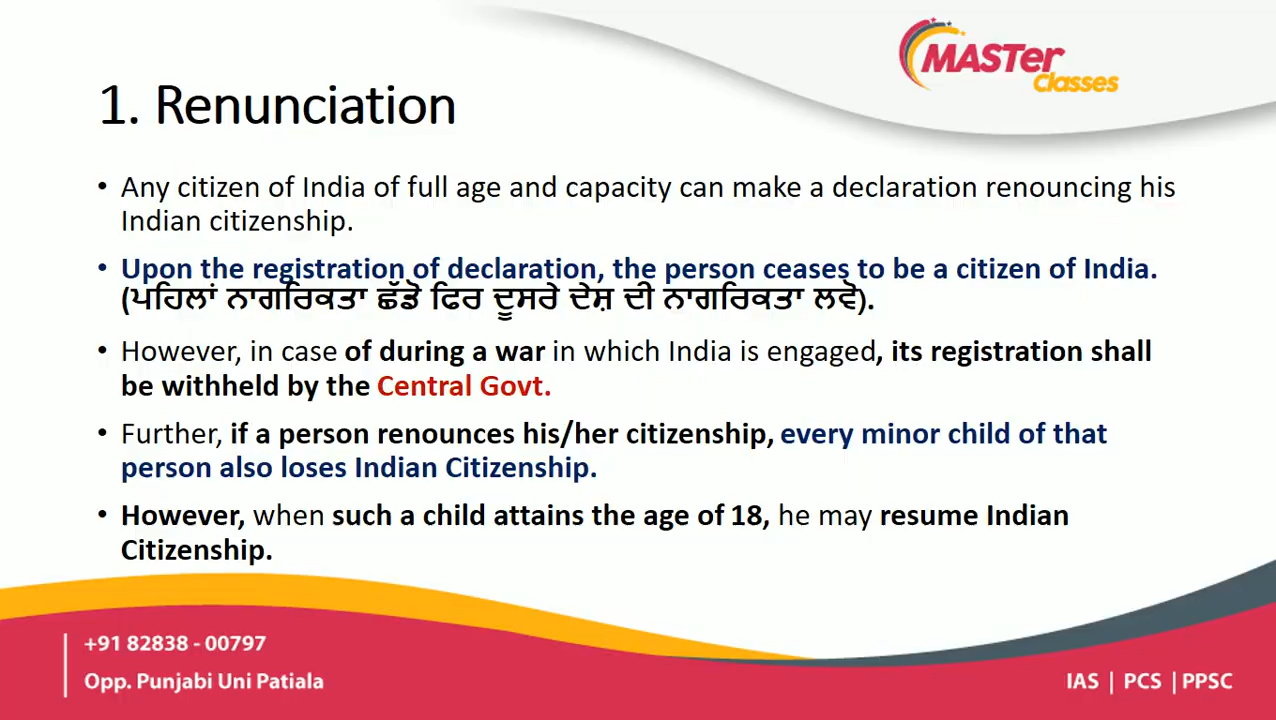 MASTer
Classes
1. Renunciation
• Any citizen of India of full age and capacity can make a declaration renouncing his
Indian citizenship.
• Upon the registration of declaration, the person ceases to be a citizen of India.
(ਪਹਿਲਾਂ ਨਾਗਰਿਕਤਾ ਛੱਡੋ ਫਿਰ ਦੂਸਰੇ ਦੇਸ਼ ਦੀ ਨਾਗਰਿਕਤਾ ਲਵੋ).
• However, in case of during a war in which India is engaged, its registration shall
be withheld by the Central Govt.
• Further, if a person renounces his/her citizenship, every minor child of that
person also loses Indian Citizenship.
• However, when such a child attains the age of 18, he may resume Indian
Citizenship.
+91 82838 - 00797
Opp. Punjabi Uni Patiala
IAS | PCS | PPSC